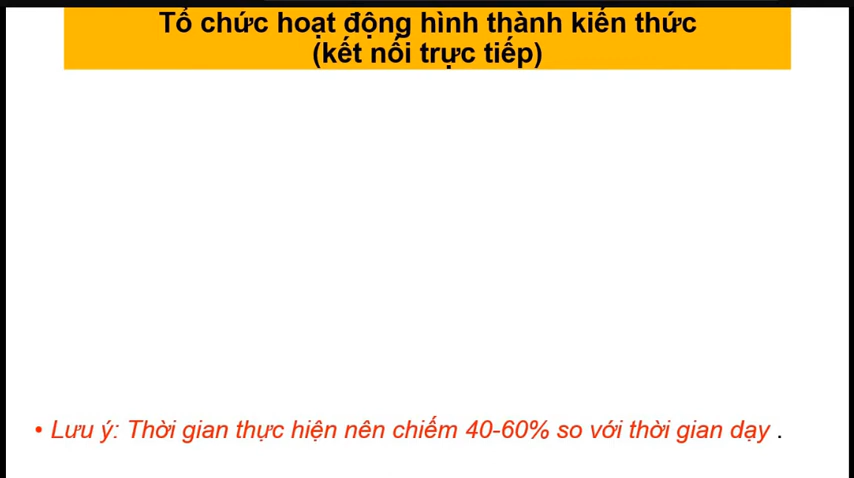 Tổ chức hoạt động hình thành kiến thức
(kết nối trực tiếp)
• Lưu ý: Thời gian thực hiện nên chiếm 40-60% so với thời gian dạy .